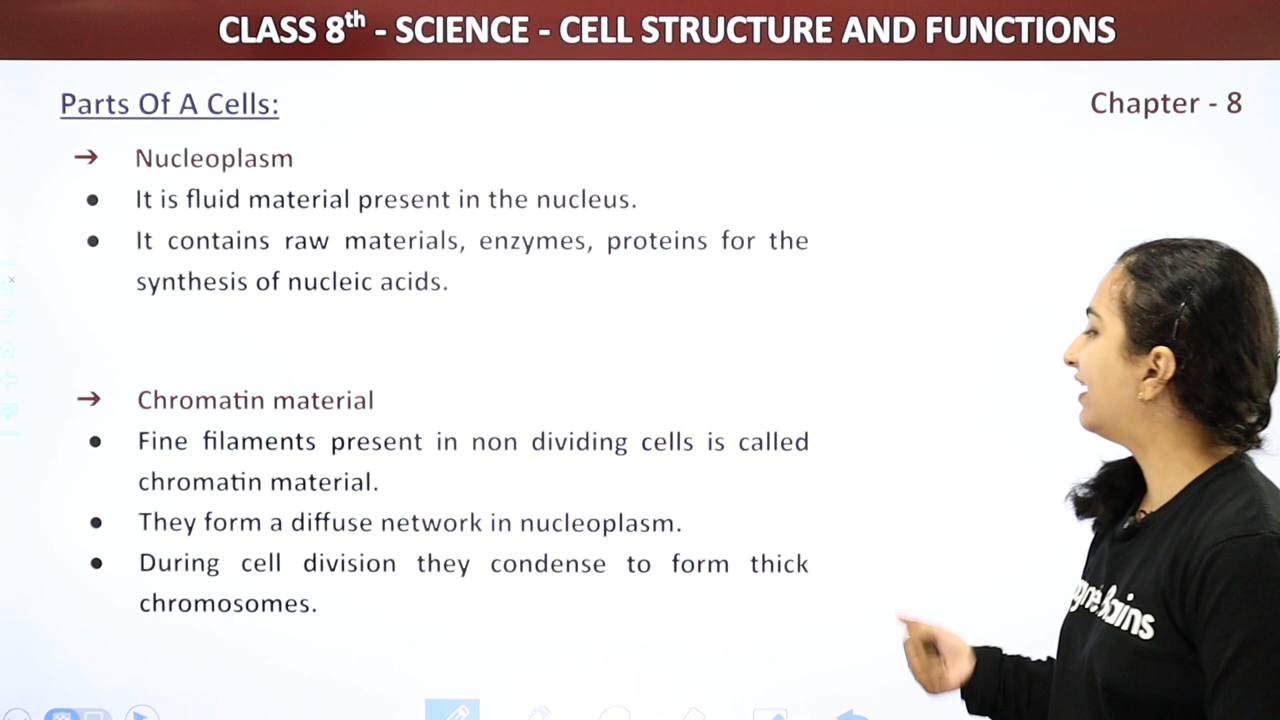 CLASS 8th - SCIENCE - CELL STRUCTURE AND FUNCTIONS
Parts Of A Cells:
Chapter - 8
➔ Nucleoplasm
● It is fluid material present in the nucleus.
● It contains raw materials, enzymes, proteins for the
synthesis of nucleic acids.
➔ Chromatin material
● Fine filaments present in non dividing cells is called
chromatin material.
● They form a diffuse network in nucleoplasm.
● During cell division they condense to form thick
chromosomes.